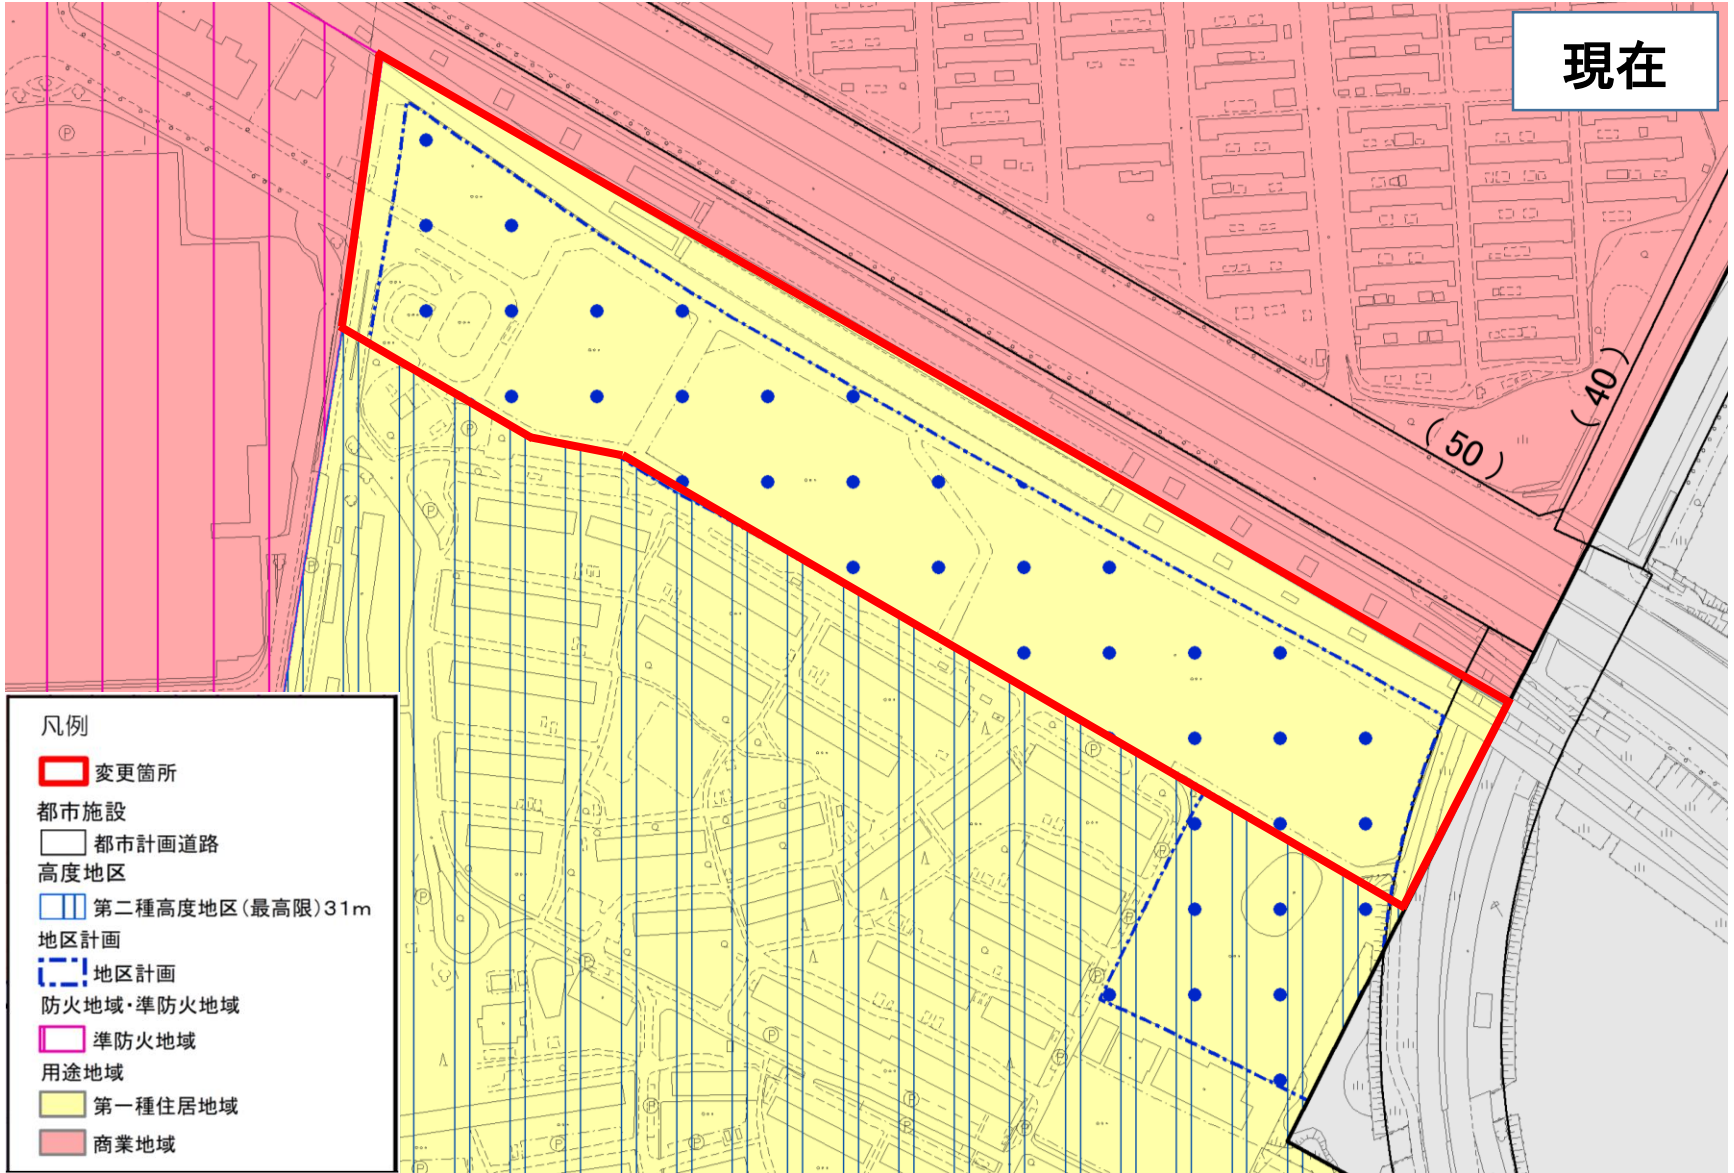 現在
(40)
(50)
凡例
変更箇所
都市施設
都市計画道路
高度地区
第二種高度地区(最高限)31m
地区計画
地区計画
防火地域・準防火地域
準防火地域
用途地域
第一種住居地域
商業地域